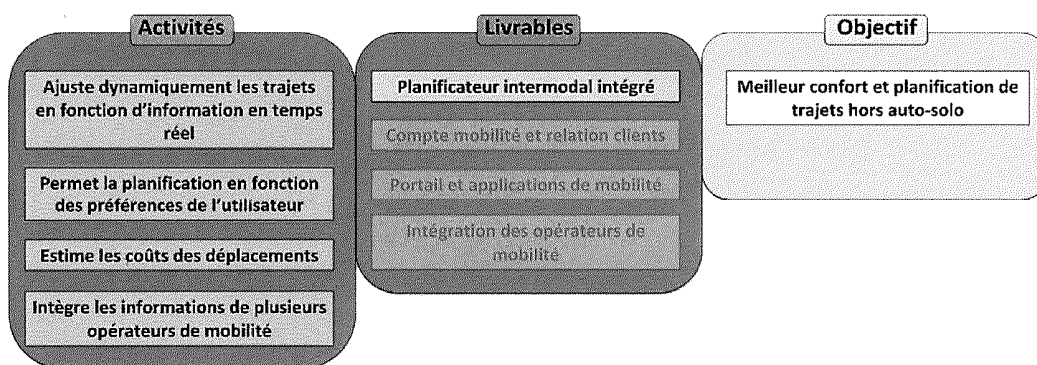 Activités
Ajuste dynamiquement les trajets
en fonction d'information en temps
réel
Permet la planification en fonction
des préférences de l'utilisateur
Estime les coûts des déplacements
Intègre les informations de plusieurs
opérateurs de mobilité
Livrables
Planificateur intermodal intégré
Compte mobilité et relation clients
Portail et applications de mobilité
Intégration des opérateurs de
mobilité
Objectif
Meilleur confort et planification de
trajets hors auto-solo